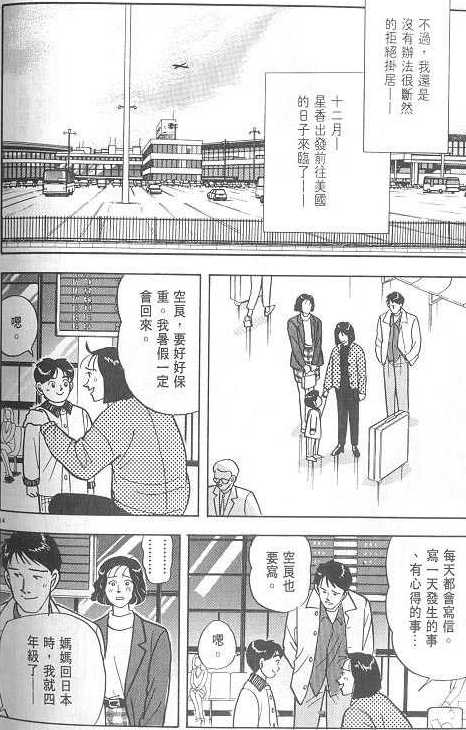 不過，我還是
沒有辦法很斷然
的拒絕掛居——
十二月—
星香出發前往美國
的日子來臨了——
空良，要好好保
重。我暑假一定
會回來。
嗯。
每天都會寫信。
寫一天發生的事
、有心得的事…
空良也
要寫。
嗯。
………
媽媽回日本
時，我就四
年級了——
14